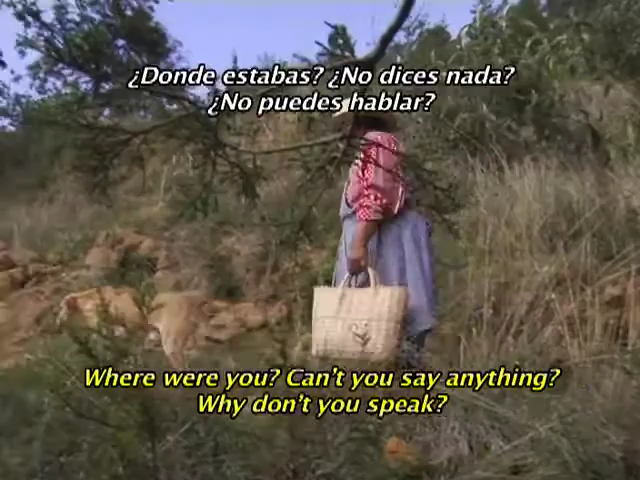 ¿Donde estabas? ¿No dices nada?
¿No puedes hablar?
Where were you? Can't you say anything?
Why don't you speak?